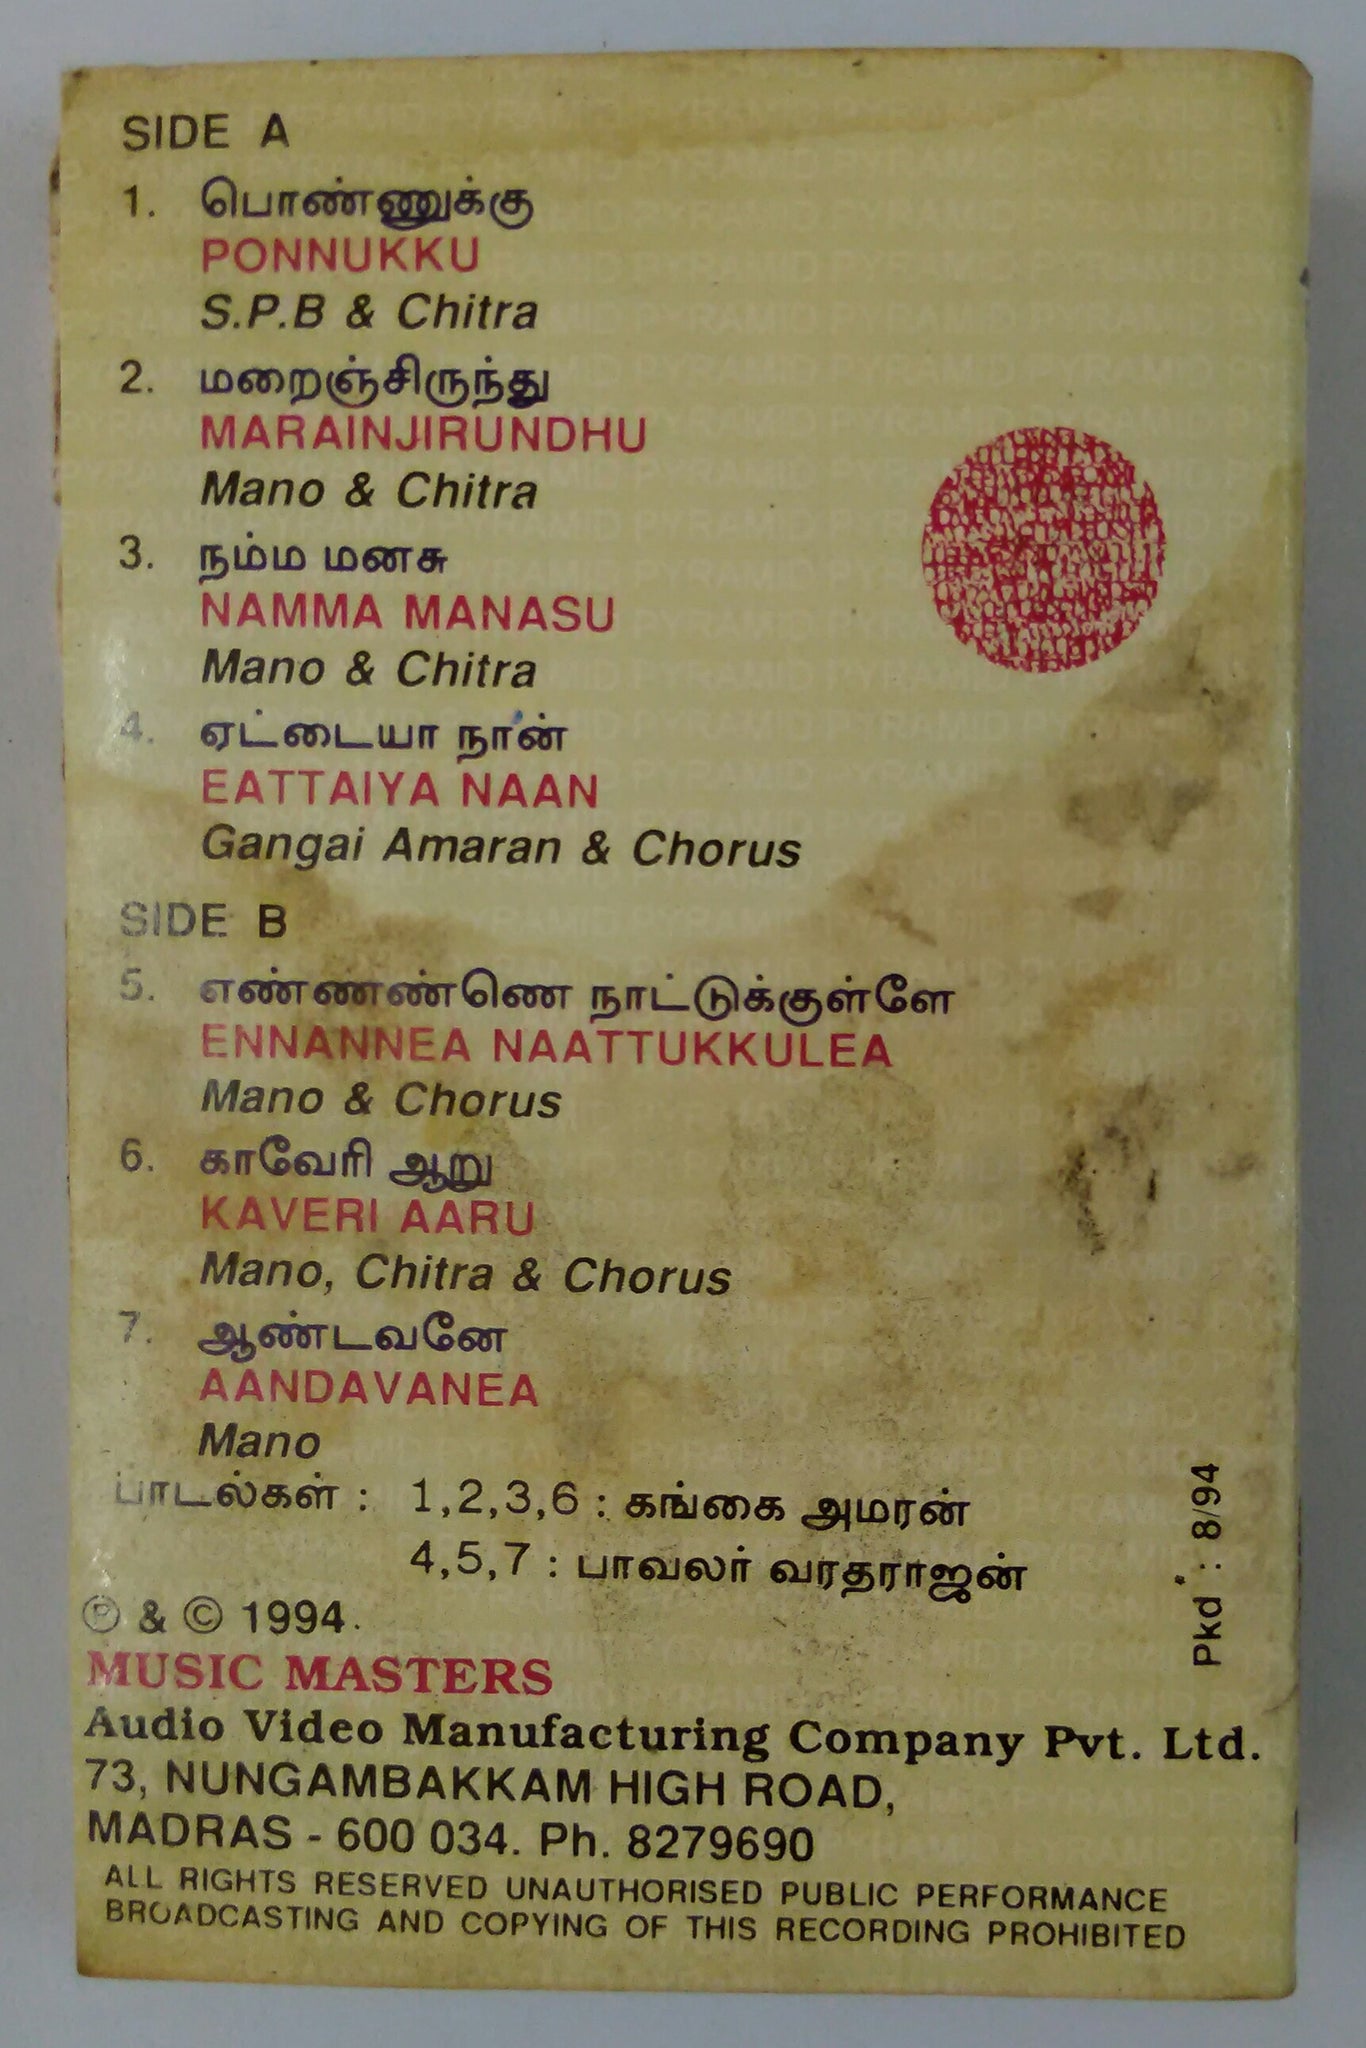 SIDE A
1. பொண்ணுக்கு
PONNUKKU
S.P.B & Chitra
2. மறைஞ்சிருந்து
MARAINJIRUNDHU
Mano & Chitra
3. நம்ம மனசு
NAMMA MANASU
Mano & Chitra
4. ஏட்டையா நான்
EATTAIYA NAAN
Gangai Amaran & Chorus
SIDE B
5. எண்ணண்ணெ நாட்டுக்குள்ளே
ENNANNEA NAATTUKKULEA
Mano & Chorus
6. காவேரி ஆறு
KAVERI AARU
Mano, Chitra & Chorus
7. ஆண்டவனே
AANDAVANEA
Mano
பாடல்கள் : 1,2,3,6 : கங்கை அமரன்
4,5,7 : பாவலர் வரதராஜன்
Pkd : 8/94
℗ & © 1994.
MUSIC MASTERS
Audio Video Manufacturing Company Pvt. Ltd.
73, NUNGAMBAKKAM HIGH ROAD,
MADRAS - 600 034. Ph. 8279690
ALL RIGHTS RESERVED UNAUTHORISED PUBLIC PERFORMANCE
BROADCASTING AND COPYING OF THIS RECORDING PROHIBITED